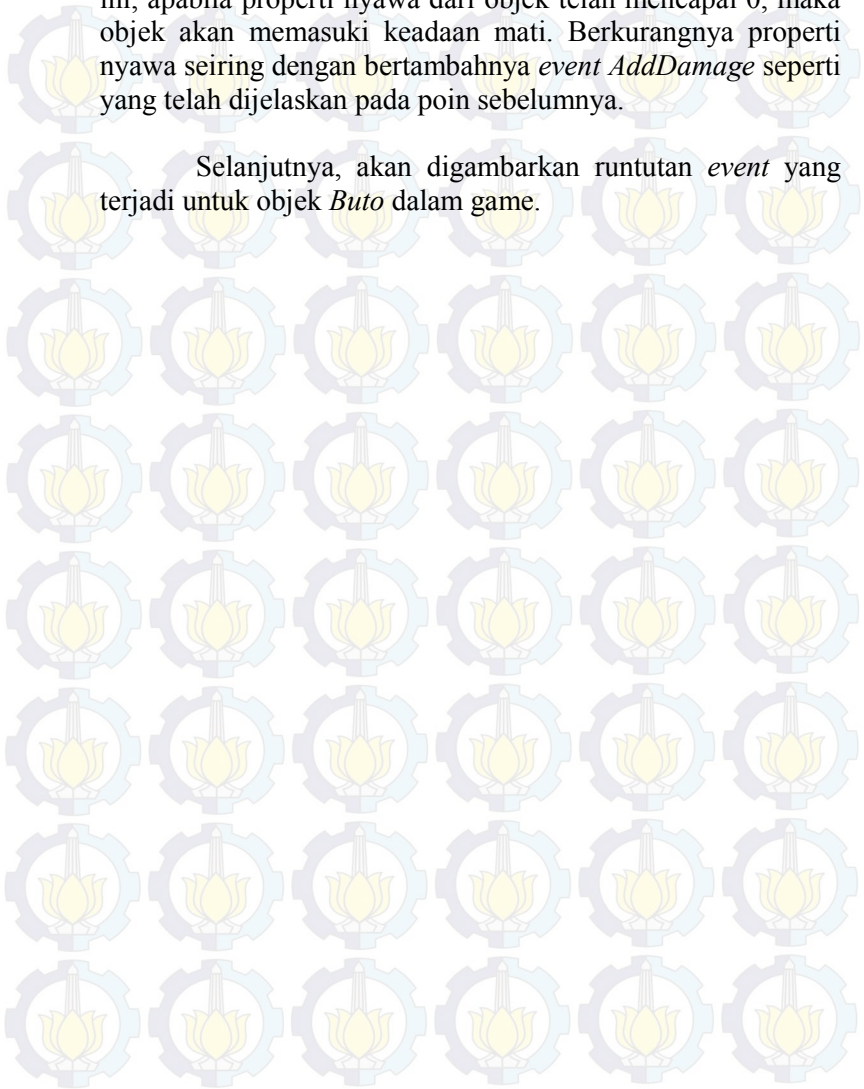 ini, apabila properti nyawa dari objek telah mencapai 0, maka
objek akan memasuki keadaan mati. Berkurangnya properti
nyawa seiring dengan bertambahnya event AddDamage seperti
yang telah dijelaskan pada poin sebelumnya.
Selanjutnya, akan digambarkan runtutan event yang
terjadi untuk objek Buto dalam game.